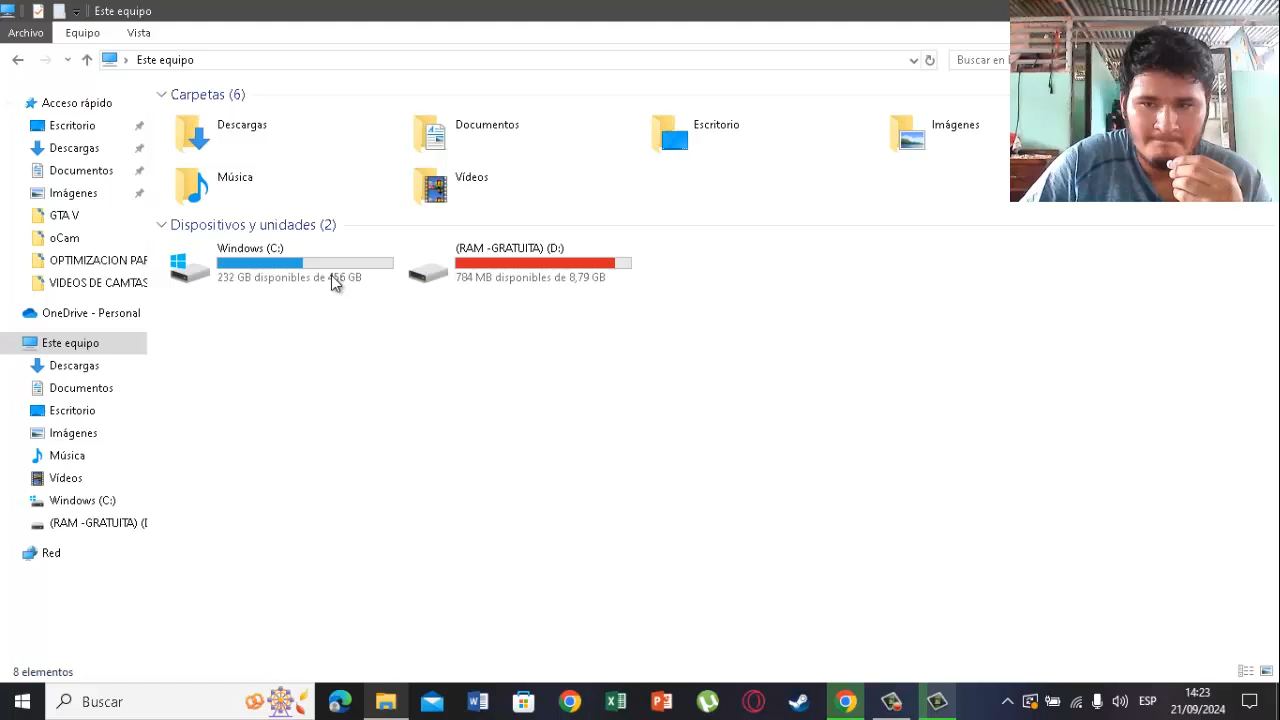 Este equipo
Archivo Equipo Vista
Este equipo Buscar en
Acceso rápido
Escritorio
Descargas
Documentos
Imágenes
GTA V
oCam
OPTIMIZACION PAR
VIDEOS DE CAMTAS
OneDrive - Personal
Este equipo
Descargas
Documentos
Escritorio
Imágenes
Música
Vídeos
Windows (C:)
(RAM -GRATUITA) (D
Red
Carpetas (6)
Descargas Documentos Escritorio Imágenes
Música Vídeos
Dispositivos y unidades (2)
Windows (C:) (RAM -GRATUITA) (D:)
232 GB disponibles de 456 GB 784 MB disponibles de 8,79 GB
8 elementos
Buscar ESP 14:23
21/09/2024